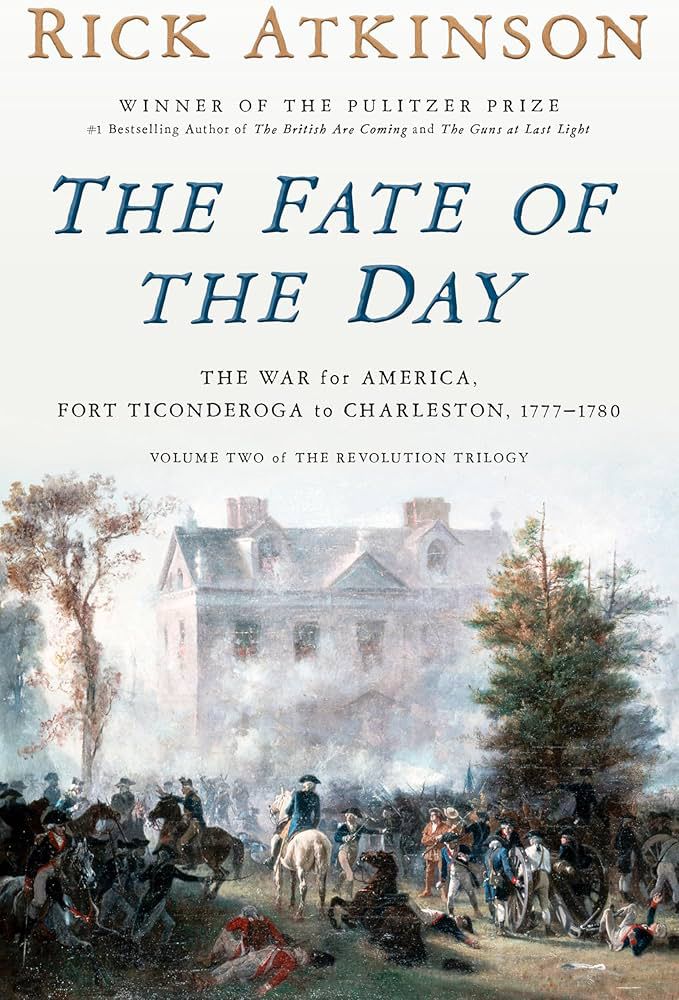 RICK ATKINSON
WINNER OF THE PULITZER PRIZE
#1 Bestselling Author of The British Are Coming and The Guns at Last Light
THE FATE OF
THE DAY
THE WAR for AMERICA,
FORT TICONDEROGA to CHARLESTON, 1777–1780
VOLUME TWO of THE REVOLUTION TRILOGY